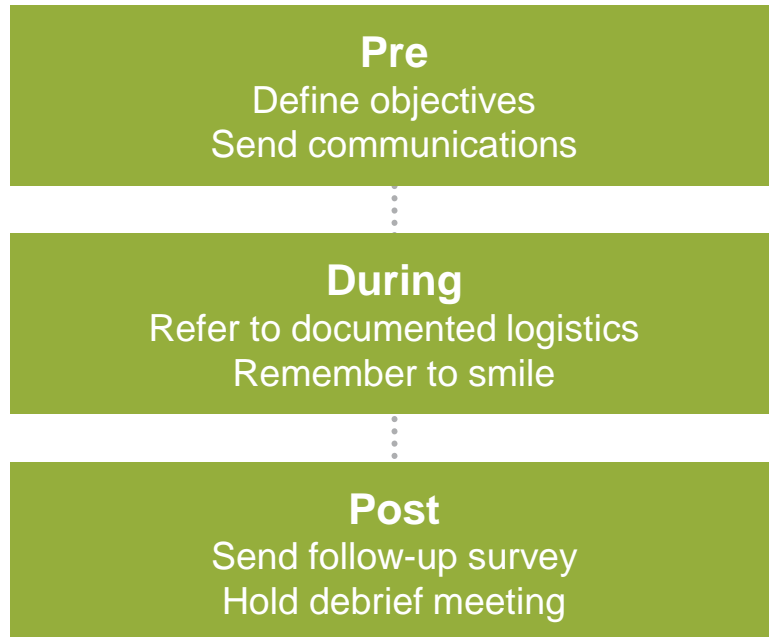 Pre
Define objectives
Send communications
During
Refer to documented logistics
Remember to smile
Post
Send follow-up survey
Hold debrief meeting